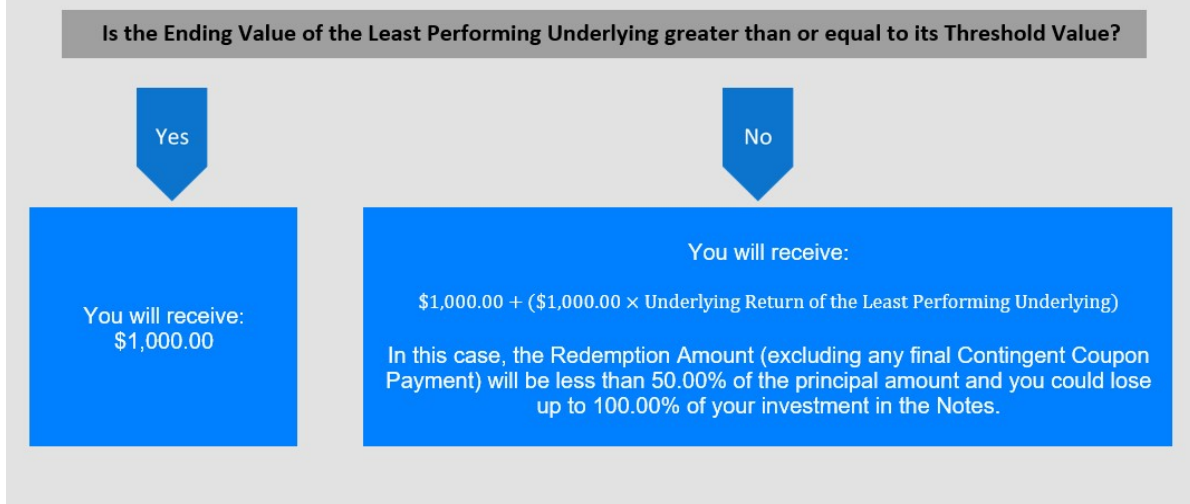 Is the Ending Value of the Least Performing Underlying greater than or equal to its Threshold Value?
Yes
No
You will receive:
$1,000.00
You will receive:
$1,000.00 + ($1,000.00 × Underlying Return of the Least Performing Underlying)
In this case, the Redemption Amount (excluding any final Contingent Coupon
Payment) will be less than 50.00% of the principal amount and you could lose
up to 100.00% of your investment in the Notes.